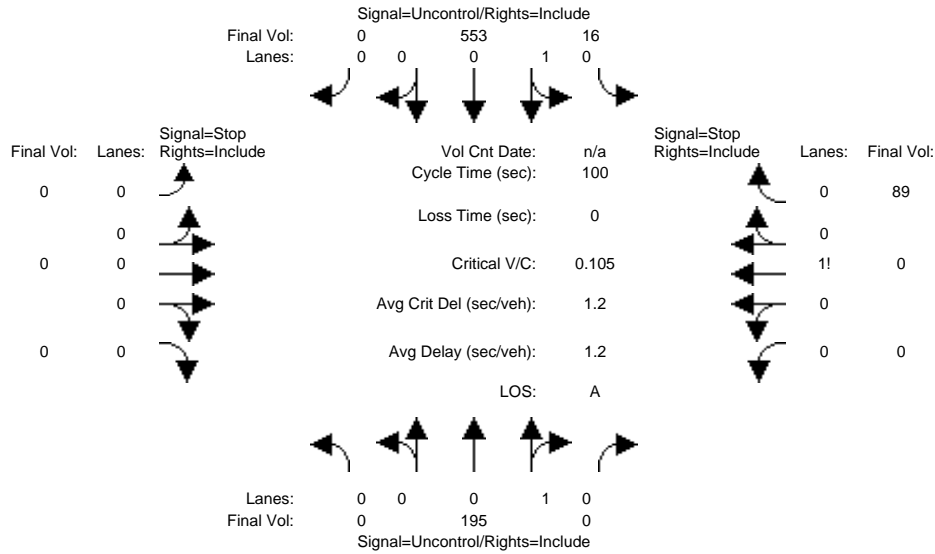 Signal=Uncontrol/Rights=Include
Final Vol: 0 553 16
Lanes: 0 0 0 1 0
Signal=Stop
Final Vol: Lanes: Rights=Include
Vol Cnt Date: n/a
Signal=Stop
Rights=Include Lanes: Final Vol:
Cycle Time (sec): 100
0 0
0 89
Loss Time (sec): 0
0
0
0 0
Critical V/C: 0.105
1! 0
0
Avg Crit Del (sec/veh): 1.2
0
0 0
Avg Delay (sec/veh): 1.2
0 0
LOS: A
Lanes: 0 0 0 1 0
Final Vol: 0 195 0
Signal=Uncontrol/Rights=Include